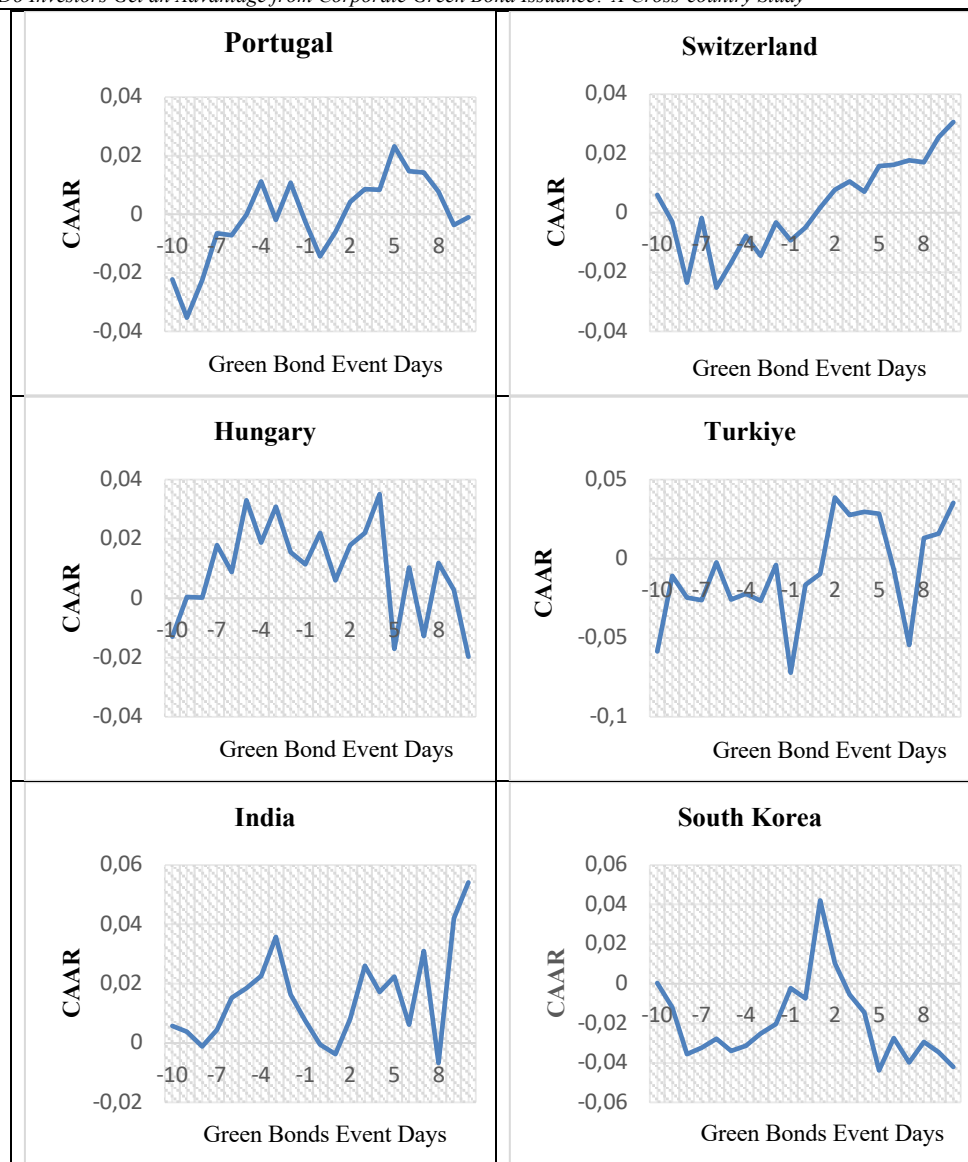 Do Investors Get an Advantage from Corporate Green Bond Issuance? A Cross-country Study
Portugal
0,04
0,02
0
-0,02
-0,04
CAAR
-10 -7 -4 -1 2 5 8
Green Bond Event Days
Switzerland
0,04
0,02
0
-0,02
-0,04
CAAR
-10 -7 -4 -1 2 5 8
Green Bond Event Days
Hungary
0,04
0,02
0
-0,02
-0,04
CAAR
-10 -7 -4 -1 2 5 8
Green Bond Event Days
Turkiye
0,05
0
-0,05
-0,1
CAAR
-10 -7 -4 -1 2 5 8
Green Bond Event Days
India
0,06
0,04
0,02
0
-0,02
CAAR
-10 -7 -4 -1 2 5 8
Green Bonds Event Days
South Korea
0,06
0,04
0,02
0
-0,02
-0,04
-0,06
CAAR
-10 -7 -4 -1 2 5 8
Green Bonds Event Days